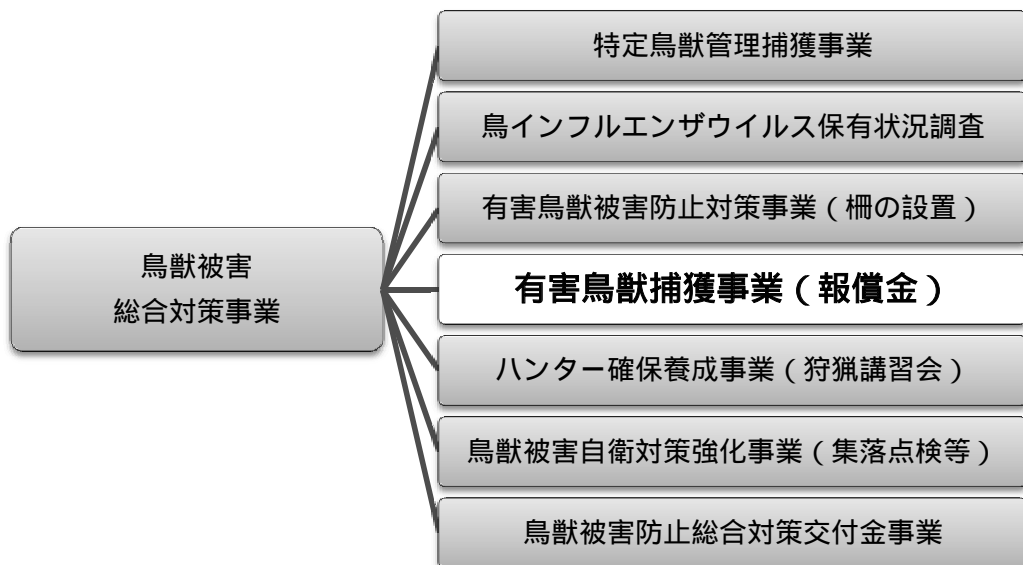 鳥獣被害
総合対策事業
特定鳥獣管理捕獲事業
鳥インフルエンザウイルス保有状況調査
有害鳥獣被害防止対策事業(柵の設置)
有害鳥獣捕獲事業(報償金)
ハンター確保養成事業(狩猟講習会)
鳥獣被害自衛対策強化事業(集落点検等)
鳥獣被害防止総合対策交付金事業